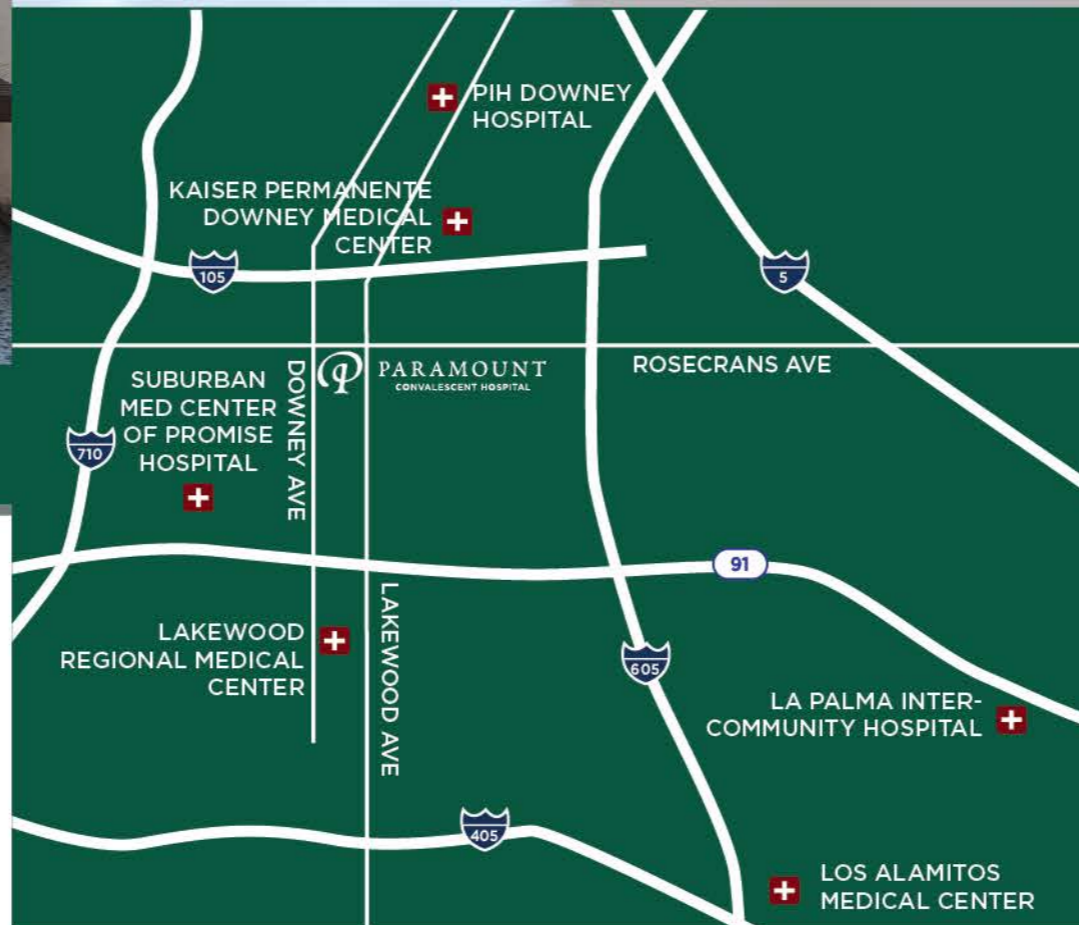 PIH DOWNEY
HOSPITAL
KAISER PERMANENTE
DOWNEY MEDICAL
CENTER
105
5
ROSECRANS AVE
PARAMOUNT
CONVALESCENT HOSPITAL
DOWNEY AVE
SUBURBAN
MED CENTER
OF PROMISE
HOSPITAL
710
91
LAKEWOOD AVE
LAKEWOOD
REGIONAL MEDICAL
CENTER
605
LA PALMA INTER-
COMMUNITY HOSPITAL
405
LOS ALAMITOS
MEDICAL CENTER